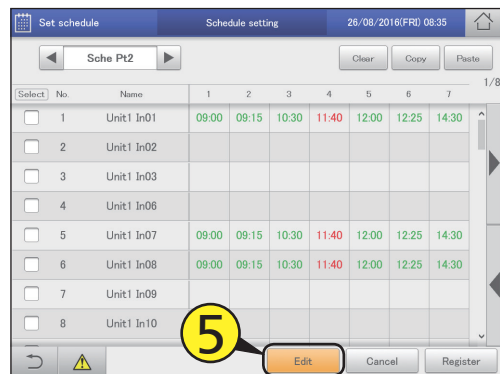 Set schedule Schedule setting 26/08/2016(FRI) 08:35
Sche Pt2 Clear Copy Paste
1/8
Select No. Name 1 2 3 4 5 6 7
1 Unit1 In01 09:00 09:15 10:30 11:40 12:00 12:25 14:30
2 Unit1 In02
3 Unit1 In03
4 Unit1 In06
5 Unit1 In07 09:00 09:15 10:30 11:40 12:00 12:25 14:30
6 Unit1 In08 09:00 09:15 10:30 11:40 12:00 12:25 14:30
7 Unit1 In09
8 Unit1 In10
5
Edit Cancel Register